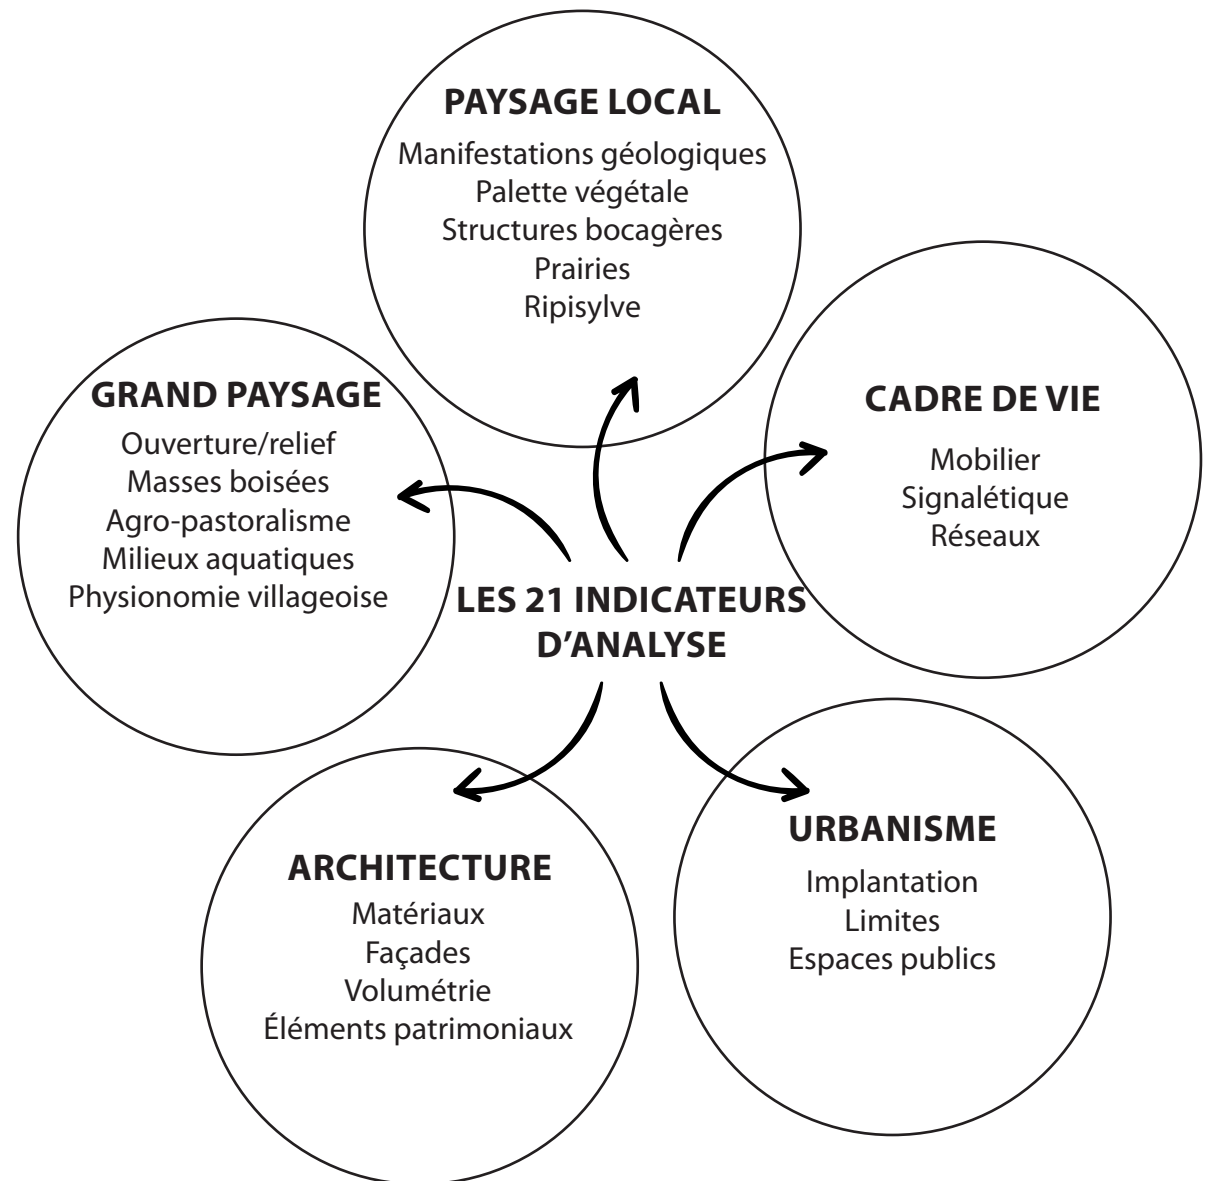 PAYSAGE LOCAL
Manifestations géologiques
Palette végétale
Structures bocagères
Prairies
Ripisylve
GRAND PAYSAGE
Ouverture/relief
Masses boisées
Agro-pastoralisme
Milieux aquatiques
Physionomie villageoise
CADRE DE VIE
Mobilier
Signalétique
Réseaux
LES 21 INDICATEURS
D’ANALYSE
ARCHITECTURE
Matériaux
Façades
Volumétrie
Éléments patrimoniaux
URBANISME
Implantation
Limites
Espaces publics